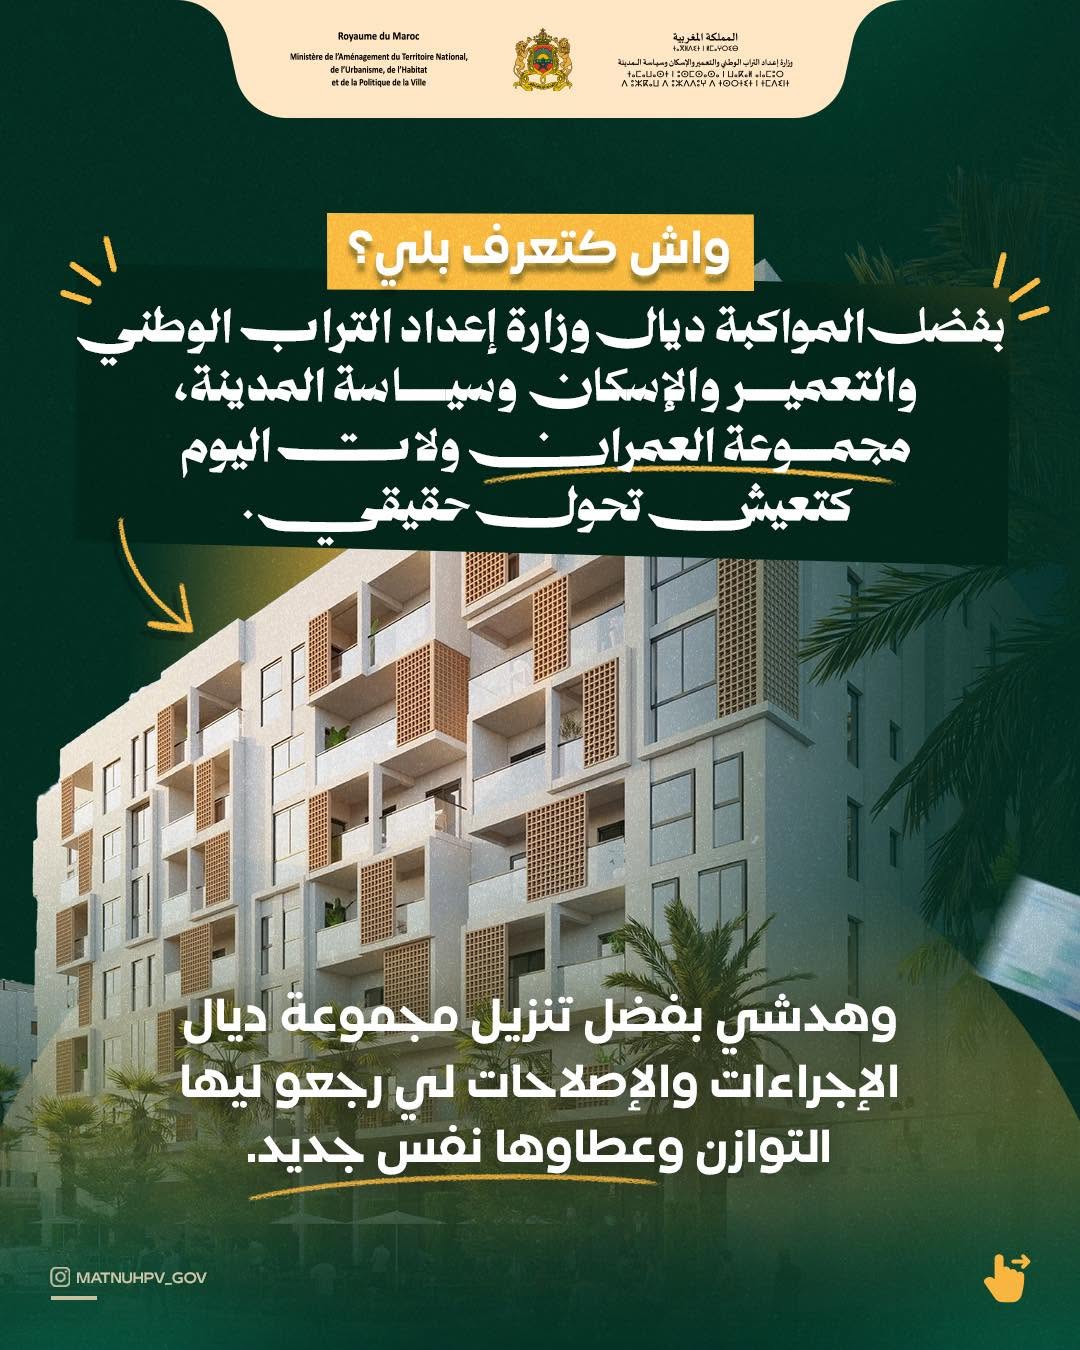 Royaume du Maroc
Ministère de l'Aménagement du Territoire National,
de l'Urbanisme, de l'Habitat
et de la Politique de la Ville
المملكة المغربية
ⵜⴰⴳⵍⴷⵉⵜ ⵏ ⵍⵎⵖⵔⵉⴱ
وزارة إعداد التراب الوطني والتعمير والإسكان وسياسة المدينة
واش كتعرف بلي؟
بفضل المواكبة ديال وزارة إعداد التراب الوطني
والتعمير والإسكان وسياسة المدينة،
مجموعة العمران ولات اليوم
كتعيش تحول حقيقي.
وهدشي بفضل تنزيل مجموعة ديال
الإجراءات والإصلاحات لي رجعو ليها
التوازن وعطاوها نفس جديد.
MATNUHPV_GOV